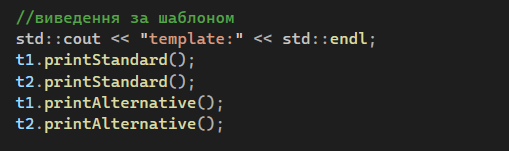 //виведення за шаблоном
std::cout << "template:" << std::endl;
t1.printStandard();
t2.printStandard();
t1.printAlternative();
t2.printAlternative();